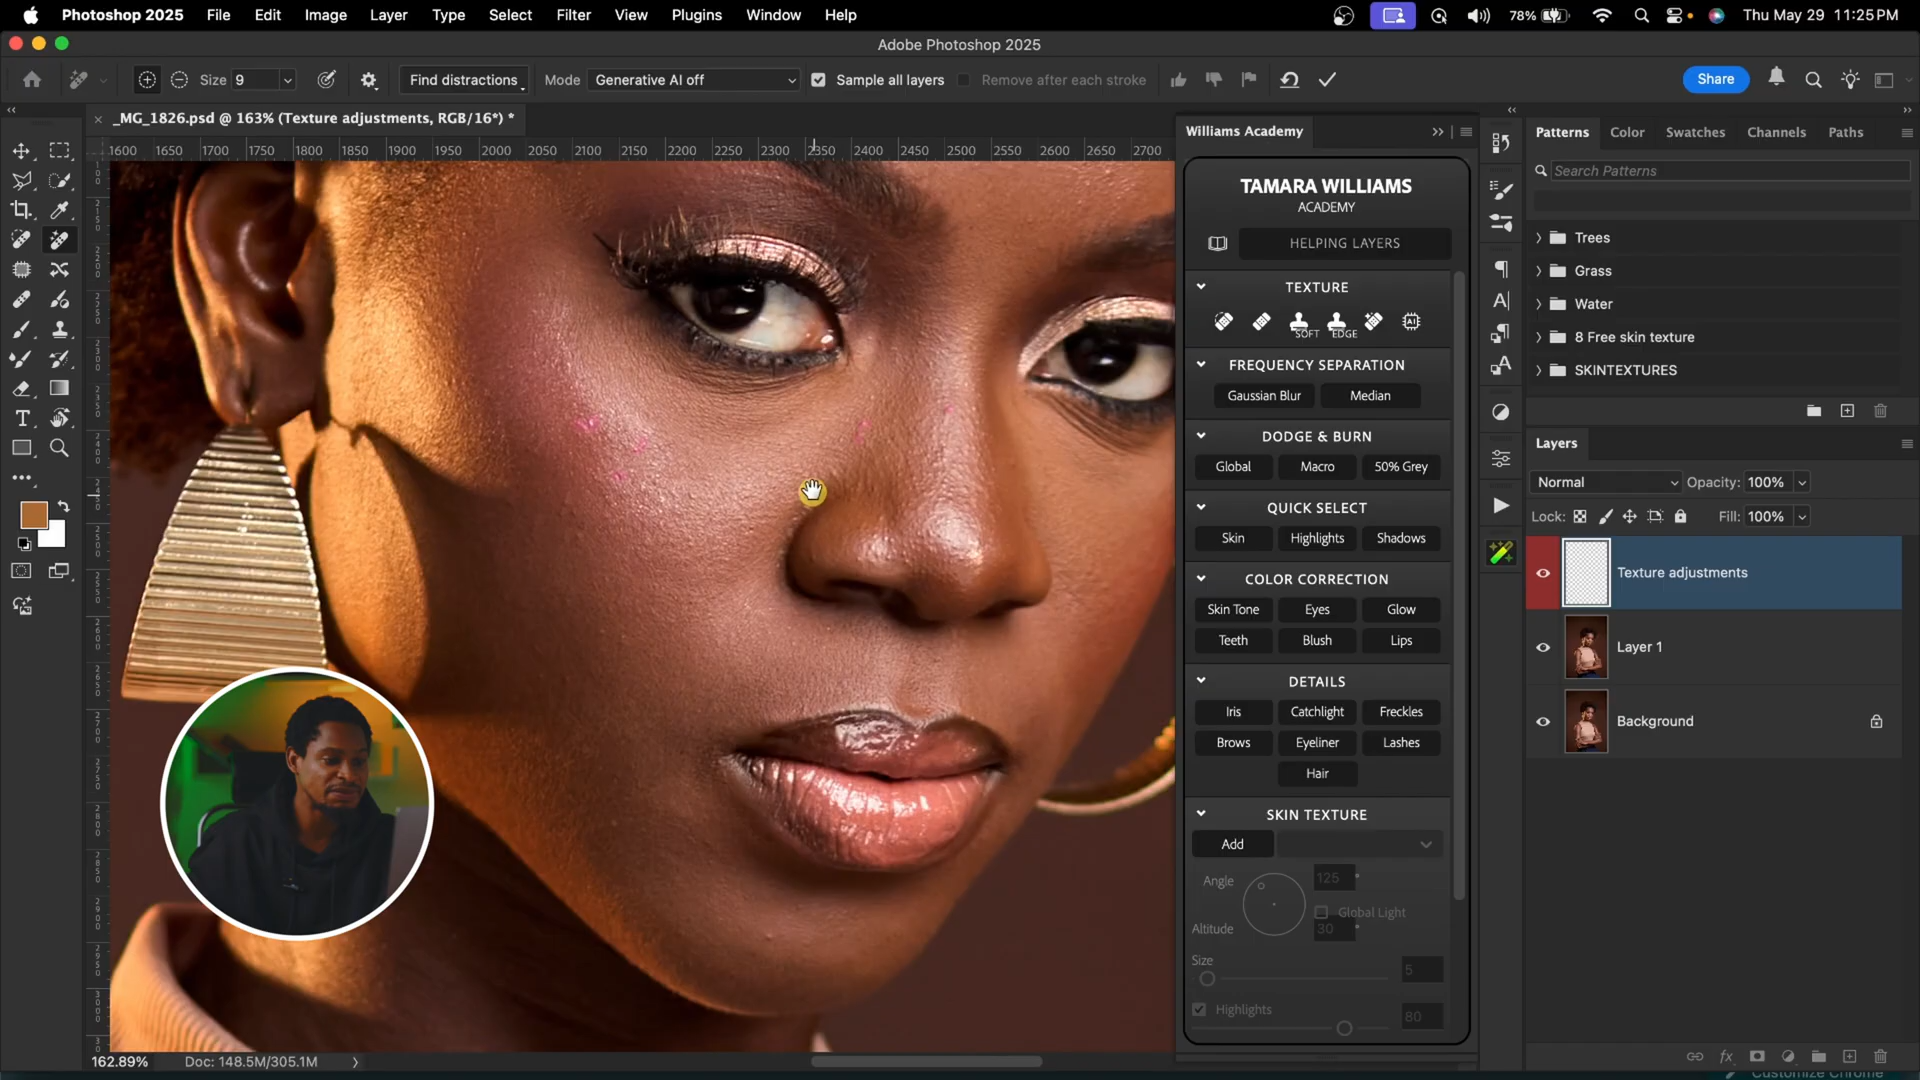 Photoshop 2025 File Edit Image Layer Type Select Filter View Plugins Window Help 78% Thu May 29 11:25 PM
Adobe Photoshop 2025
Size 9 Find distractions Mode Generative AI off Sample all layers Remove after each stroke Share
_MG_1826.psd @ 163% (Texture adjustments, RGB/16*) *
1600 1650 1700 1750 1800 1850 1900 1950 2000 2050 2100 2150 2200 2250 2300 2350 2400 2450 2500 2550 2600 2650 2700
Williams Academy
TAMARA WILLIAMS
ACADEMY
HELPING LAYERS
TEXTURE
SOFT EDGE AI
FREQUENCY SEPARATION
Gaussian Blur Median
DODGE & BURN
Global Macro 50% Grey
QUICK SELECT
Skin Highlights Shadows
COLOR CORRECTION
Skin Tone Eyes Glow
Teeth Blush Lips
DETAILS
Iris Catchlight Freckles
Brows Eyeliner Lashes
Hair
SKIN TEXTURE
Add
Angle 125 °
Global Light
Altitude 30 °
Size 5
Highlights 80
Patterns Color Swatches Channels Paths
Search Patterns
Trees
Grass
Water
8 Free skin texture
SKINTEXTURES
Layers
Normal Opacity: 100%
Lock: Fill: 100%
Texture adjustments
Layer 1
Background
162.89% Doc: 148.5M/305.1M
Customize Chrome